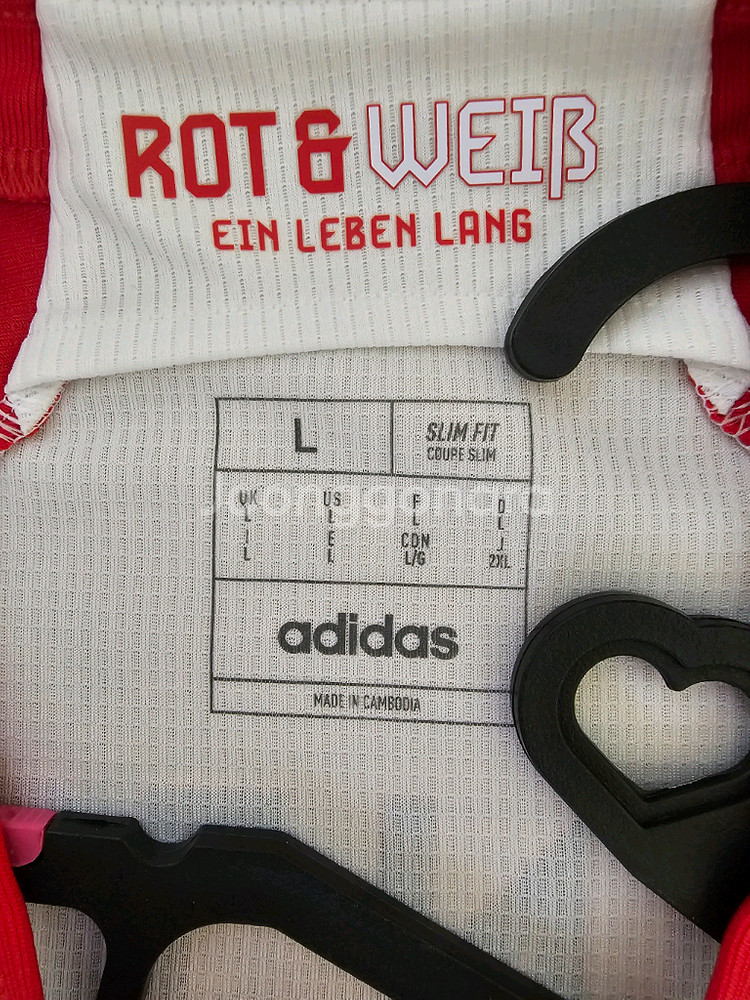 ROT & WEIß
EIN LEBEN LANG
L
SLIM FIT
COUPE SLIM
UK US F D
L L L L
I E CDN J
L L L/G 2XL
adidas
MADE IN CAMBODIA